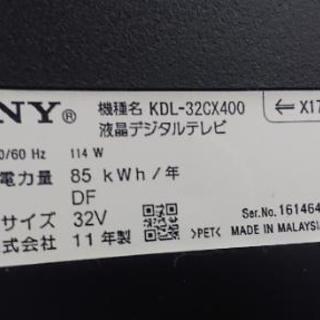 NY® 機種名 KDL-32CX400 ⇐ X17
液晶デジタルテレビ
0/60 Hz 114 W
電力量 85 kWh/年
DF
サイズ 32V
Ser.No. 161464
式会社 11年製 >PET< MADE IN MALAYSIA